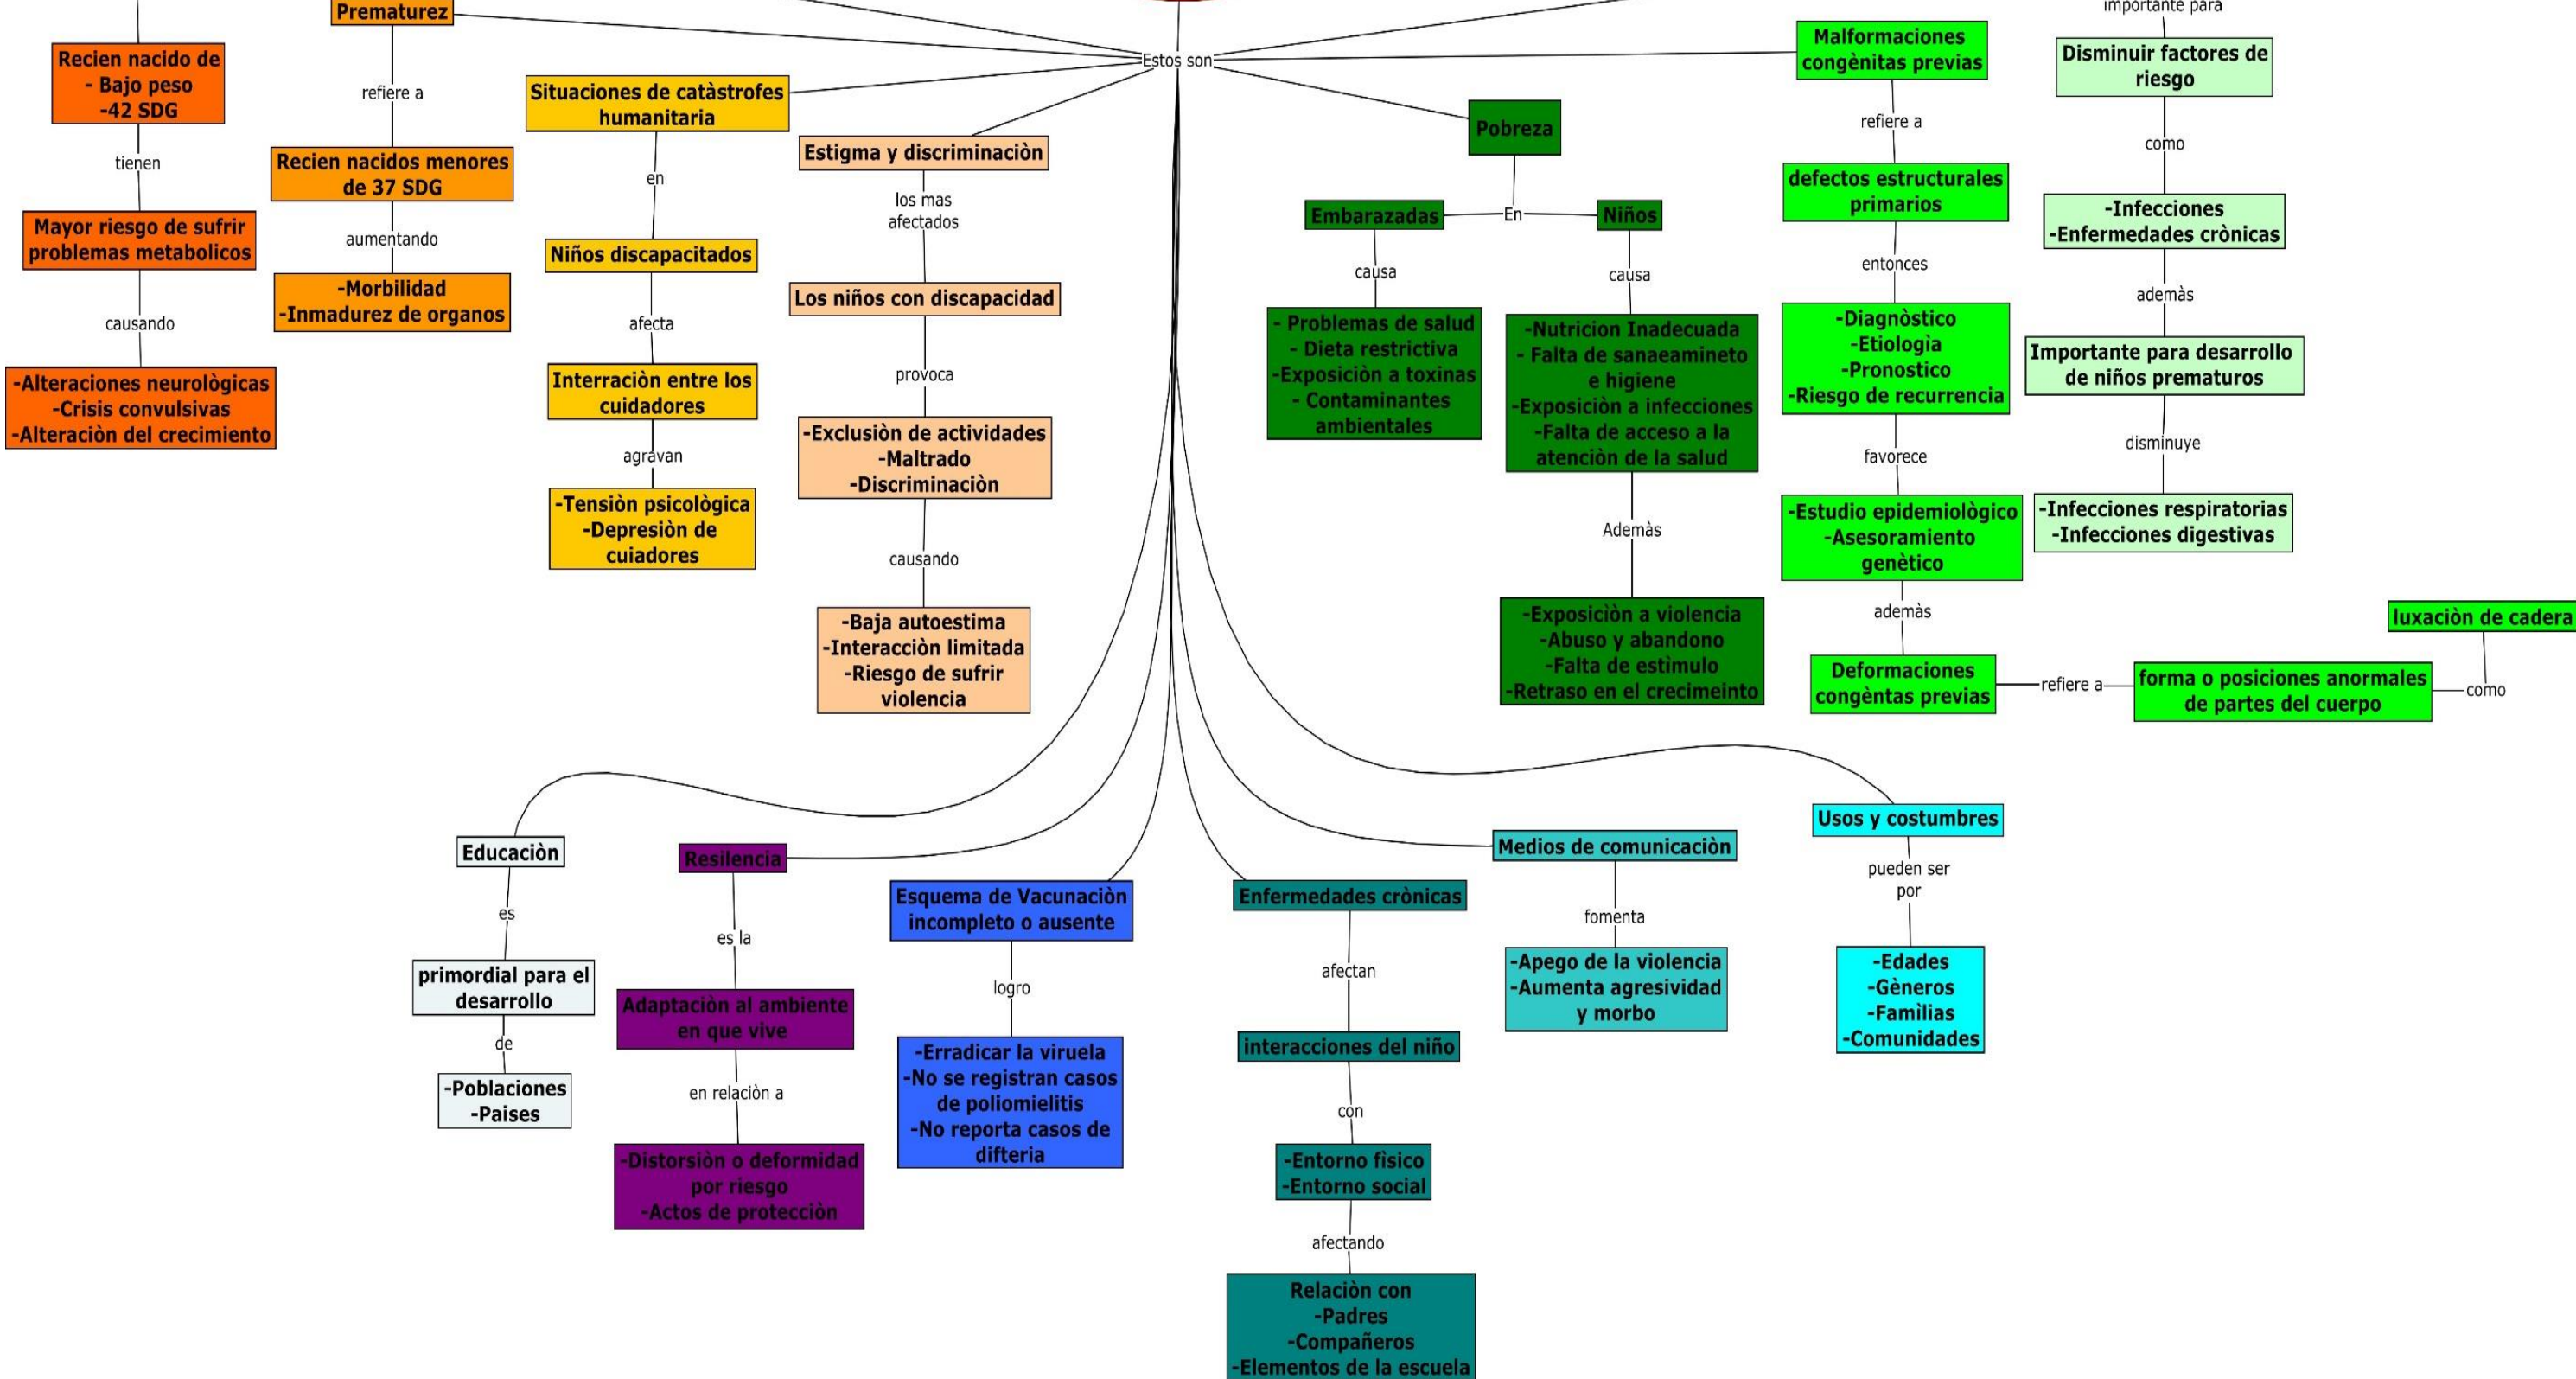 Estos son
Recien nacido de
- Bajo peso
-42 SDG
tienen
Mayor riesgo de sufrir
problemas metabolicos
causando
-Alteraciones neurològicas
-Crisis convulsivas
-Alteraciòn del crecimiento
Prematurez
refiere a
Recien nacidos menores
de 37 SDG
aumentando
-Morbilidad
-Inmadurez de organos
Situaciones de catàstrofes
humanitaria
en
Niños discapacitados
afecta
Interraciòn entre los
cuidadores
agravan
-Tensiòn psicològica
-Depresiòn de
cuiadores
Estigma y discriminaciòn
los mas
afectados
Los niños con discapacidad
provoca
-Exclusiòn de actividades
-Maltrado
-Discriminaciòn
causando
-Baja autoestima
-Interacciòn limitada
-Riesgo de sufrir
violencia
Pobreza
En
Embarazadas
causa
- Problemas de salud
- Dieta restrictiva
-Exposiciòn a toxinas
- Contaminantes
ambientales
Niños
causa
-Nutricion Inadecuada
- Falta de sanaeamineto
e higiene
-Exposiciòn a infecciones
-Falta de acceso a la
atenciòn de la salud
Ademàs
-Exposiciòn a violencia
-Abuso y abandono
-Falta de estìmulo
-Retraso en el crecimeinto
Malformaciones
congènitas previas
refiere a
defectos estructurales
primarios
entonces
-Diagnòstico
-Etiologìa
-Pronostico
-Riesgo de recurrencia
favorece
-Estudio epidemiològico
-Asesoramiento
genètico
ademàs
Deformaciones
congèntas previas
refiere a
forma o posiciones anormales
de partes del cuerpo
como
luxaciòn de cadera
importante para
Disminuir factores de
riesgo
como
-Infecciones
-Enfermedades crònicas
ademàs
Importante para desarrollo
de niños prematuros
disminuye
-Infecciones respiratorias
-Infecciones digestivas
Educaciòn
es
primordial para el
desarrollo
de
-Poblaciones
-Paises
Resilencia
es la
Adaptaciòn al ambiente
en que vive
en relaciòn a
-Distorsiòn o deformidad
por riesgo
-Actos de protecciòn
Esquema de Vacunaciòn
incompleto o ausente
logro
-Erradicar la viruela
-No se registran casos
de poliomielitis
-No reporta casos de
difteria
Enfermedades crònicas
afectan
interacciones del niño
con
-Entorno fìsico
-Entorno social
afectando
Relaciòn con
-Padres
-Compañeros
-Elementos de la escuela
Medios de comunicaciòn
fomenta
-Apego de la violencia
-Aumenta agresividad
y morbo
Usos y costumbres
pueden ser
por
-Edades
-Gèneros
-Famìlias
-Comunidades